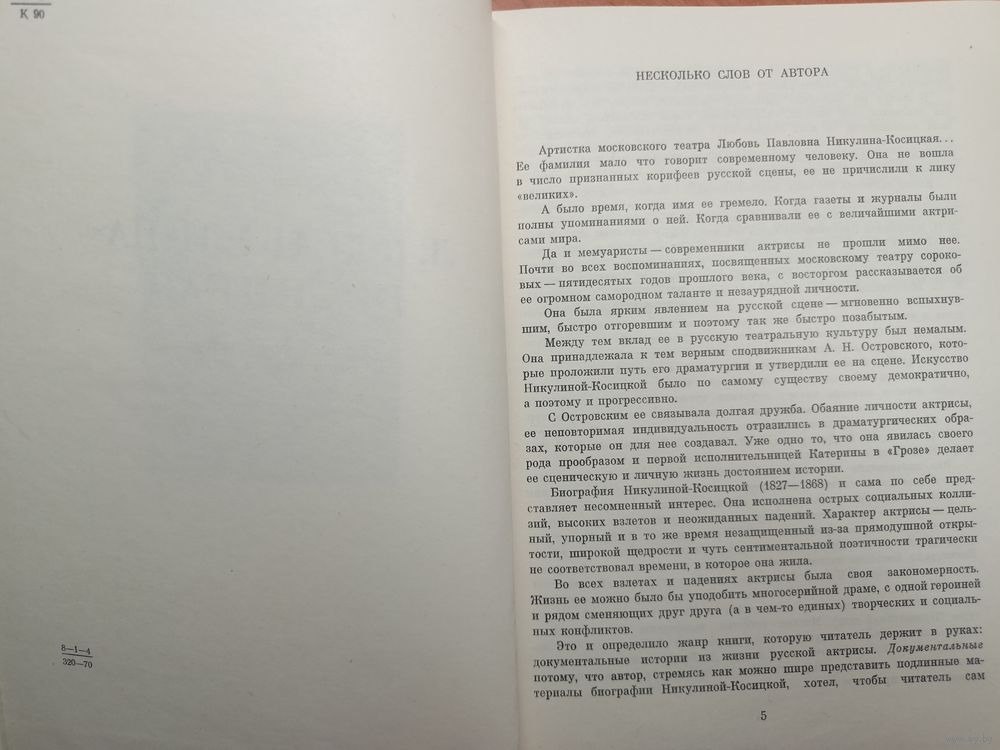 К 90
8—1—4
320—70
НЕСКОЛЬКО СЛОВ ОТ АВТОРА
Артистка московского театра Любовь Павловна Никулина-Косицкая...
Ее фамилия мало что говорит современному человеку. Она не вошла
в число признанных корифеев русской сцены, ее не причислили к лику
«великих».
А было время, когда имя ее гремело. Когда газеты и журналы были
полны упоминаниями о ней. Когда сравнивали ее с величайшими актри-
сами мира.
Да и мемуаристы — современники актрисы не прошли мимо нее.
Почти во всех воспоминаниях, посвященных московскому театру сороко-
вых — пятидесятых годов прошлого века, с восторгом рассказывается об
ее огромном самородном таланте и незаурядной личности.
Она была ярким явлением на русской сцене — мгновенно вспыхнув-
шим, быстро отгоревшим и поэтому так же быстро позабытым.
Между тем вклад ее в русскую театральную культуру был немалым.
Она принадлежала к тем верным сподвижникам А. Н. Островского, кото-
рые проложили путь его драматургии и утвердили ее на сцене. Искусство
Никулиной-Косицкой было по самому существу своему демократично,
а поэтому и прогрессивно.
С Островским ее связывала долгая дружба. Обаяние личности актрисы,
ее неповторимая индивидуальность отразились в драматургических обра-
зах, которые он для нее создавал. Уже одно то, что она явилась своего
рода прообразом и первой исполнительницей Катерины в «Грозе» делает
ее сценическую и личную жизнь достоянием истории.
Биография Никулиной-Косицкой (1827—1868) и сама по себе пред-
ставляет несомненный интерес. Она исполнена острых социальных колли-
зий, высоких взлетов и неожиданных падений. Характер актрисы — цель-
ный, упорный и в то же время незащищенный из-за прямодушной откры-
тости, широкой щедрости и чуть сентиментальной поэтичности трагически
не соответствовал времени, в которое она жила.
Во всех взлетах и падениях актрисы была своя закономерность.
Жизнь ее можно было бы уподобить многосерийной драме, с одной героиней
и рядом сменяющих друг друга (а в чем-то единых) творческих и социаль-
ных конфликтов.
Это и определило жанр книги, которую читатель держит в руках:
документальные истории из жизни русской актрисы. Документальные
потому, что автор, стремясь как можно шире представить подлинные ма-
териалы биографии Никулиной-Косицкой, хотел, чтобы читатель сам
5